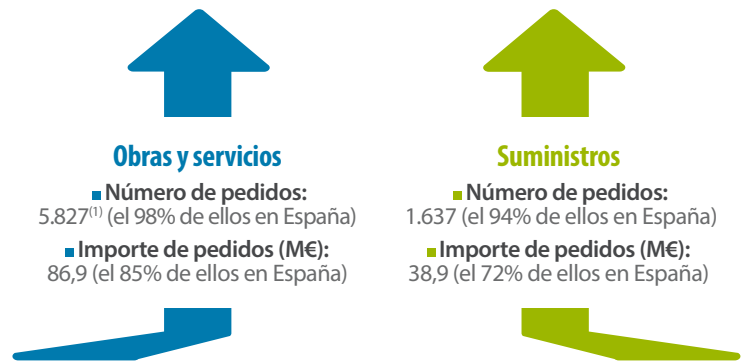 Obras y servicios
Número de pedidos:
5.827(1) (el 98% de ellos en España)
Importe de pedidos (M€):
86,9 (el 85% de ellos en España)
Suministros
Número de pedidos:
1.637 (el 94% de ellos en España)
Importe de pedidos (M€):
38,9 (el 72% de ellos en España)